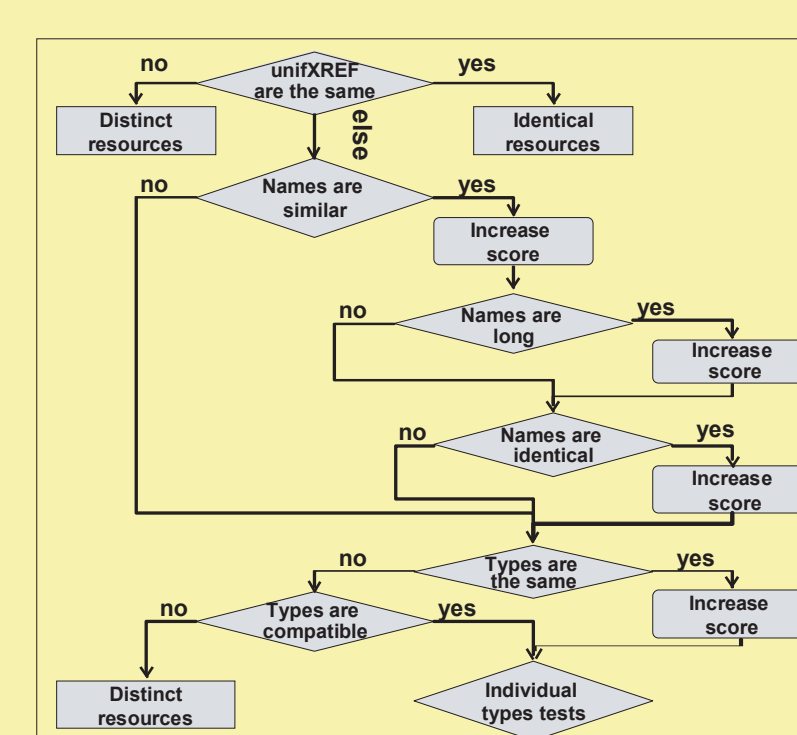 no
unifXREF
are the same
yes
Distinct
resources
else
Identical
resources
no
Names are
similar
yes
Increase
score
no
Names are
long
yes
Increase
score
no
Names are
identical
yes
Increase
score
no
Types are
the same
yes
no
Types are
compatible
yes
Increase
score
Distinct
resources
Individual
types tests